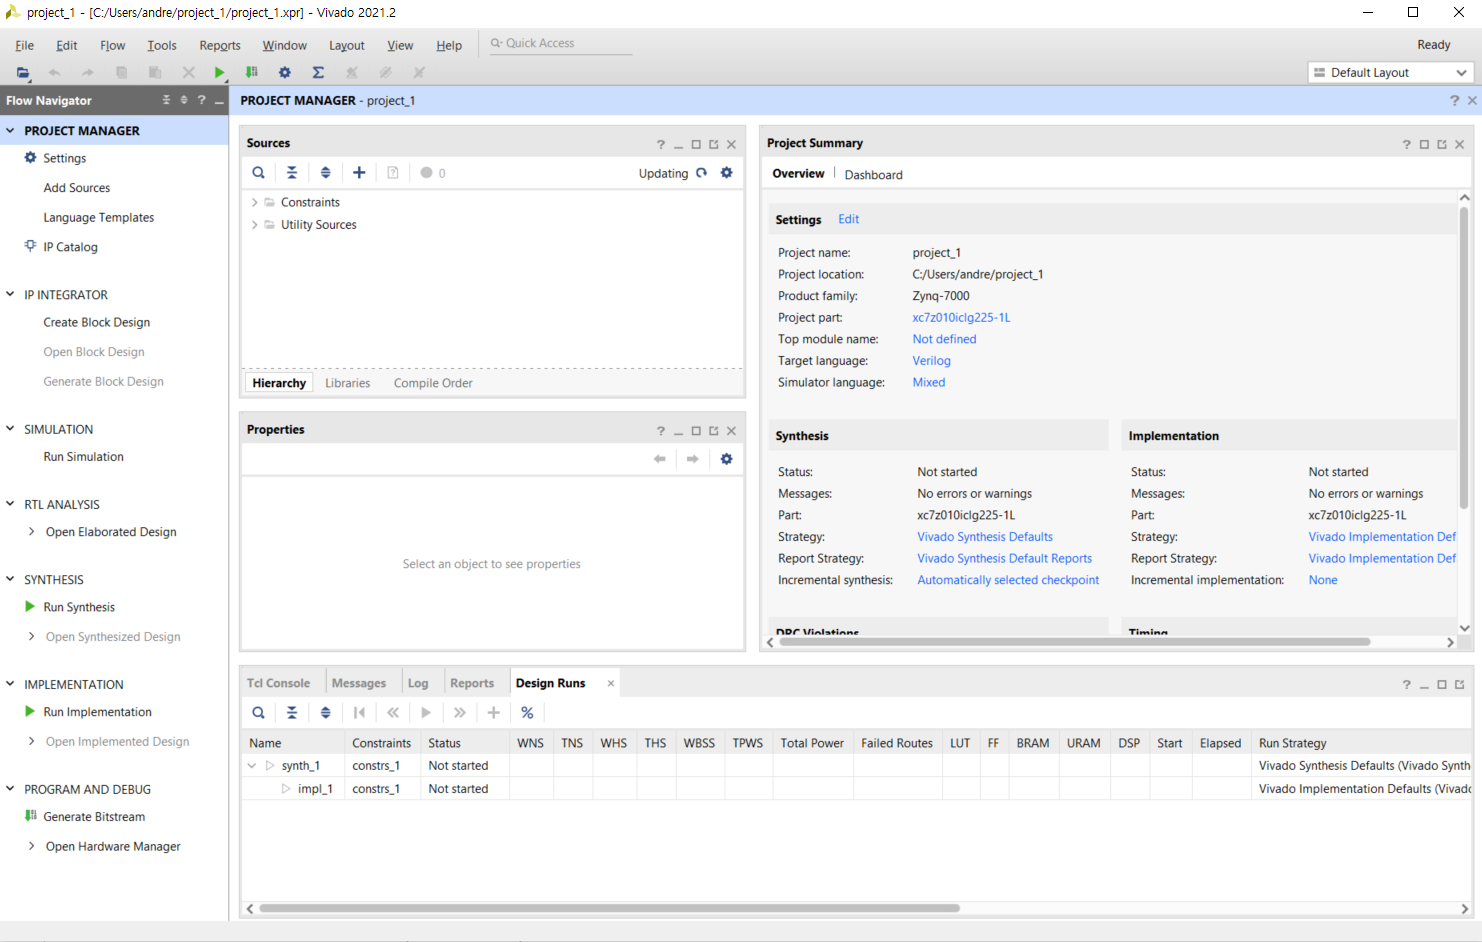 project_1 - [C:/Users/andre/project_1/project_1.xpr] - Vivado 2021.2
File Edit Flow Tools Reports Window Layout View Help Quick Access Ready
Default Layout
Flow Navigator
PROJECT MANAGER
Settings
Add Sources
Language Templates
IP Catalog
IP INTEGRATOR
Create Block Design
Open Block Design
Generate Block Design
SIMULATION
Run Simulation
RTL ANALYSIS
Open Elaborated Design
SYNTHESIS
Run Synthesis
Open Synthesized Design
IMPLEMENTATION
Run Implementation
Open Implemented Design
PROGRAM AND DEBUG
Generate Bitstream
Open Hardware Manager
PROJECT MANAGER - project_1
Sources
0 Updating
Constraints
Utility Sources
Hierarchy Libraries Compile Order
Properties
Select an object to see properties
Project Summary
Overview Dashboard
Settings Edit
Project name: project_1
Project location: C:/Users/andre/project_1
Product family: Zynq-7000
Project part: xc7z010iclg225-1L
Top module name: Not defined
Target language: Verilog
Simulator language: Mixed
Synthesis
Status: Not started
Messages: No errors or warnings
Part: xc7z010iclg225-1L
Strategy: Vivado Synthesis Defaults
Report Strategy: Vivado Synthesis Default Reports
Incremental synthesis: Automatically selected checkpoint
Implementation
Status: Not started
Messages: No errors or warnings
Part: xc7z010iclg225-1L
Strategy: Vivado Implementation Def
Report Strategy: Vivado Implementation Def
Incremental implementation: None
DRC Violations
Timing
Tcl Console Messages Log Reports Design Runs
Name Constraints Status WNS TNS WHS THS WBSS TPWS Total Power Failed Routes LUT FF BRAM URAM DSP Start Elapsed Run Strategy
synth_1 constrs_1 Not started Vivado Synthesis Defaults (Vivado Synth
impl_1 constrs_1 Not started Vivado Implementation Defaults (Vivado